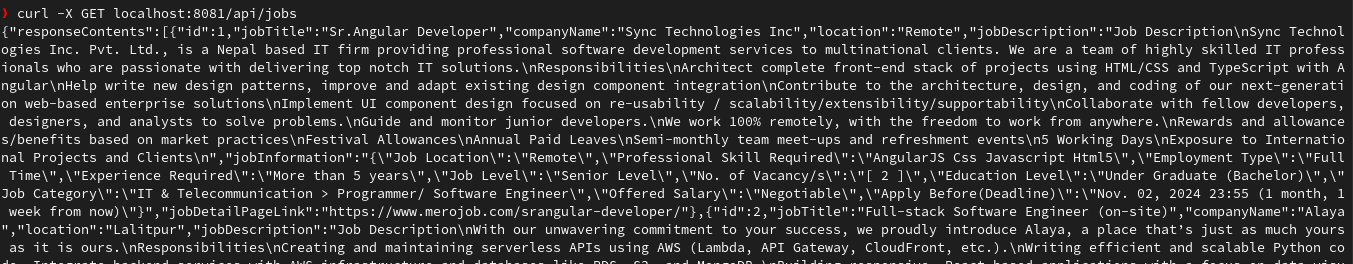 ❯ curl -X GET localhost:8081/api/jobs
{"responseContents":[{"id":1,"jobTitle":"Sr.Angular Developer","companyName":"Sync Technologies Inc","location":"Remote","jobDescription":"Job Description\nSync Technol
ogies Inc. Pvt. Ltd., is a Nepal based IT firm providing professional software development services to multinational clients. We are a team of highly skilled IT profess
ionals who are passionate with delivering top notch IT solutions.\nResponsibilities\nArchitect complete front-end stack of projects using HTML/CSS and TypeScript with A
ngular\nHelp write new design patterns, improve and adapt existing design component integration\nContribute to the architecture, design, and coding of our next-generati
on web-based enterprise solutions\nImplement UI component design focused on re-usability / scalability/extensibility/supportability\nCollaborate with fellow developers,
 designers, and analysts to solve problems.\nGuide and monitor junior developers.\nWe work 100% remotely, with the freedom to work from anywhere.\nRewards and allowance
s/benefits based on market practices\nFestival Allowances\nAnnual Paid Leaves\nSemi-monthly team meet-ups and refreshment events\n5 Working Days\nExposure to Internatio
nal Projects and Clients\n","jobInformation":"{\"Job Location\":\"Remote\",\"Professional Skill Required\":\"AngularJS Css Javascript Html5\",\"Employment Type\":\"Full
 Time\",\"Experience Required\":\"More than 5 years\",\"Job Level\":\"Senior Level\",\"No. of Vacancy/s\":\"[ 2 ]\",\"Education Level\":\"Under Graduate (Bachelor)\",\"
Job Category\":\"IT & Telecommunication > Programmer/ Software Engineer\",\"Offered Salary\":\"Negotiable\",\"Apply Before(Deadline)\":\"Nov. 02, 2024 23:55 (1 month, 1
 week from now)\"}","jobDetailPageLink":"https://www.merojob.com/srangular-developer/"},{"id":2,"jobTitle":"Full-stack Software Engineer (on-site)","companyName":"Alaya
","location":"Lalitpur","jobDescription":"Job Description\nWith our unwavering commitment to your success, we proudly introduce Alaya, a place that's just as much yours
 as it is ours.\nResponsibilities\nCreating and maintaining serverless APIs using AWS (Lambda, API Gateway, CloudFront, etc.).\nWriting efficient and scalable Python co